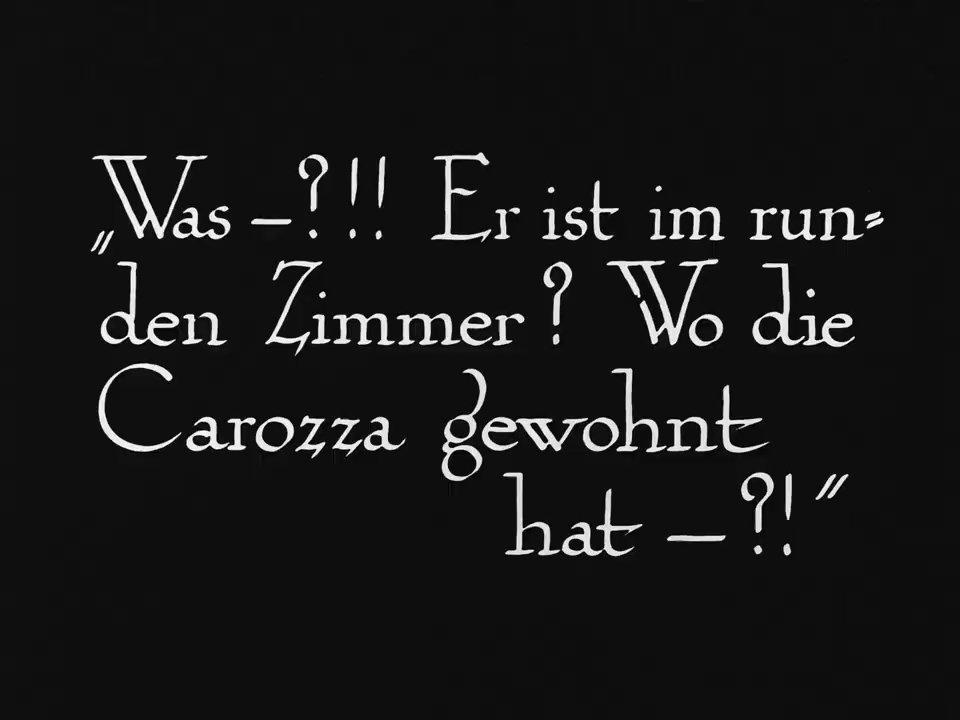 „Was –?!! Er ist im run=
den Zimmer? Wo die
Carozza gewohnt
hat –?!“